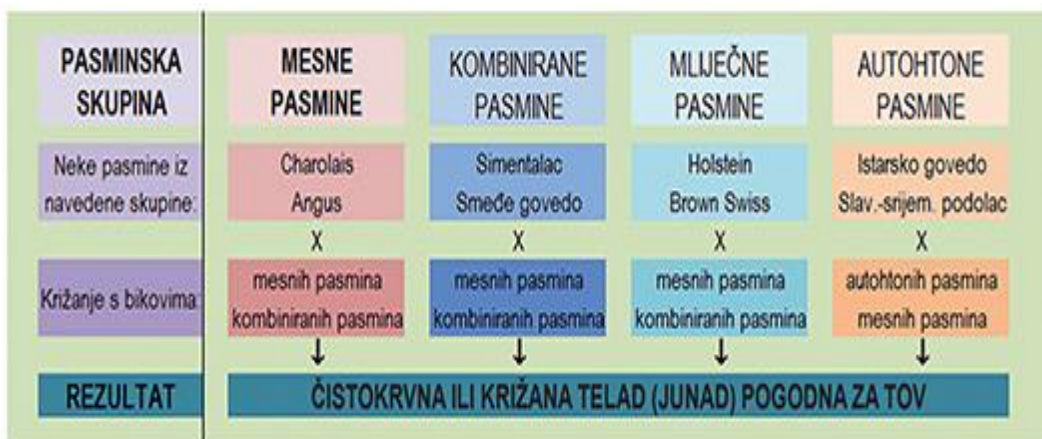 PASMINSKA
SKUPINA
MESNE
PASMINE
KOMBINIRANE
PASMINE
MLIJEČNE
PASMINE
AUTOHTONE
PASMINE
Neke pasmine iz
navedene skupine:
Charolais
Angus
Simentalac
Smeđe govedo
Holstein
Brown Swiss
Istarsko govedo
Slav.-srijem. podolac
X
X
X
X
Križanje s bikovima:
mesnih pasmina
kombiniranih pasmina
mesnih pasmina
kombiniranih pasmina
mesnih pasmina
kombiniranih pasmina
autohtonih pasmina
mesnih pasmina
REZULTAT
ČISTOKRVNA ILI KRIŽANA TELAD (JUNAD) POGODNA ZA TOV